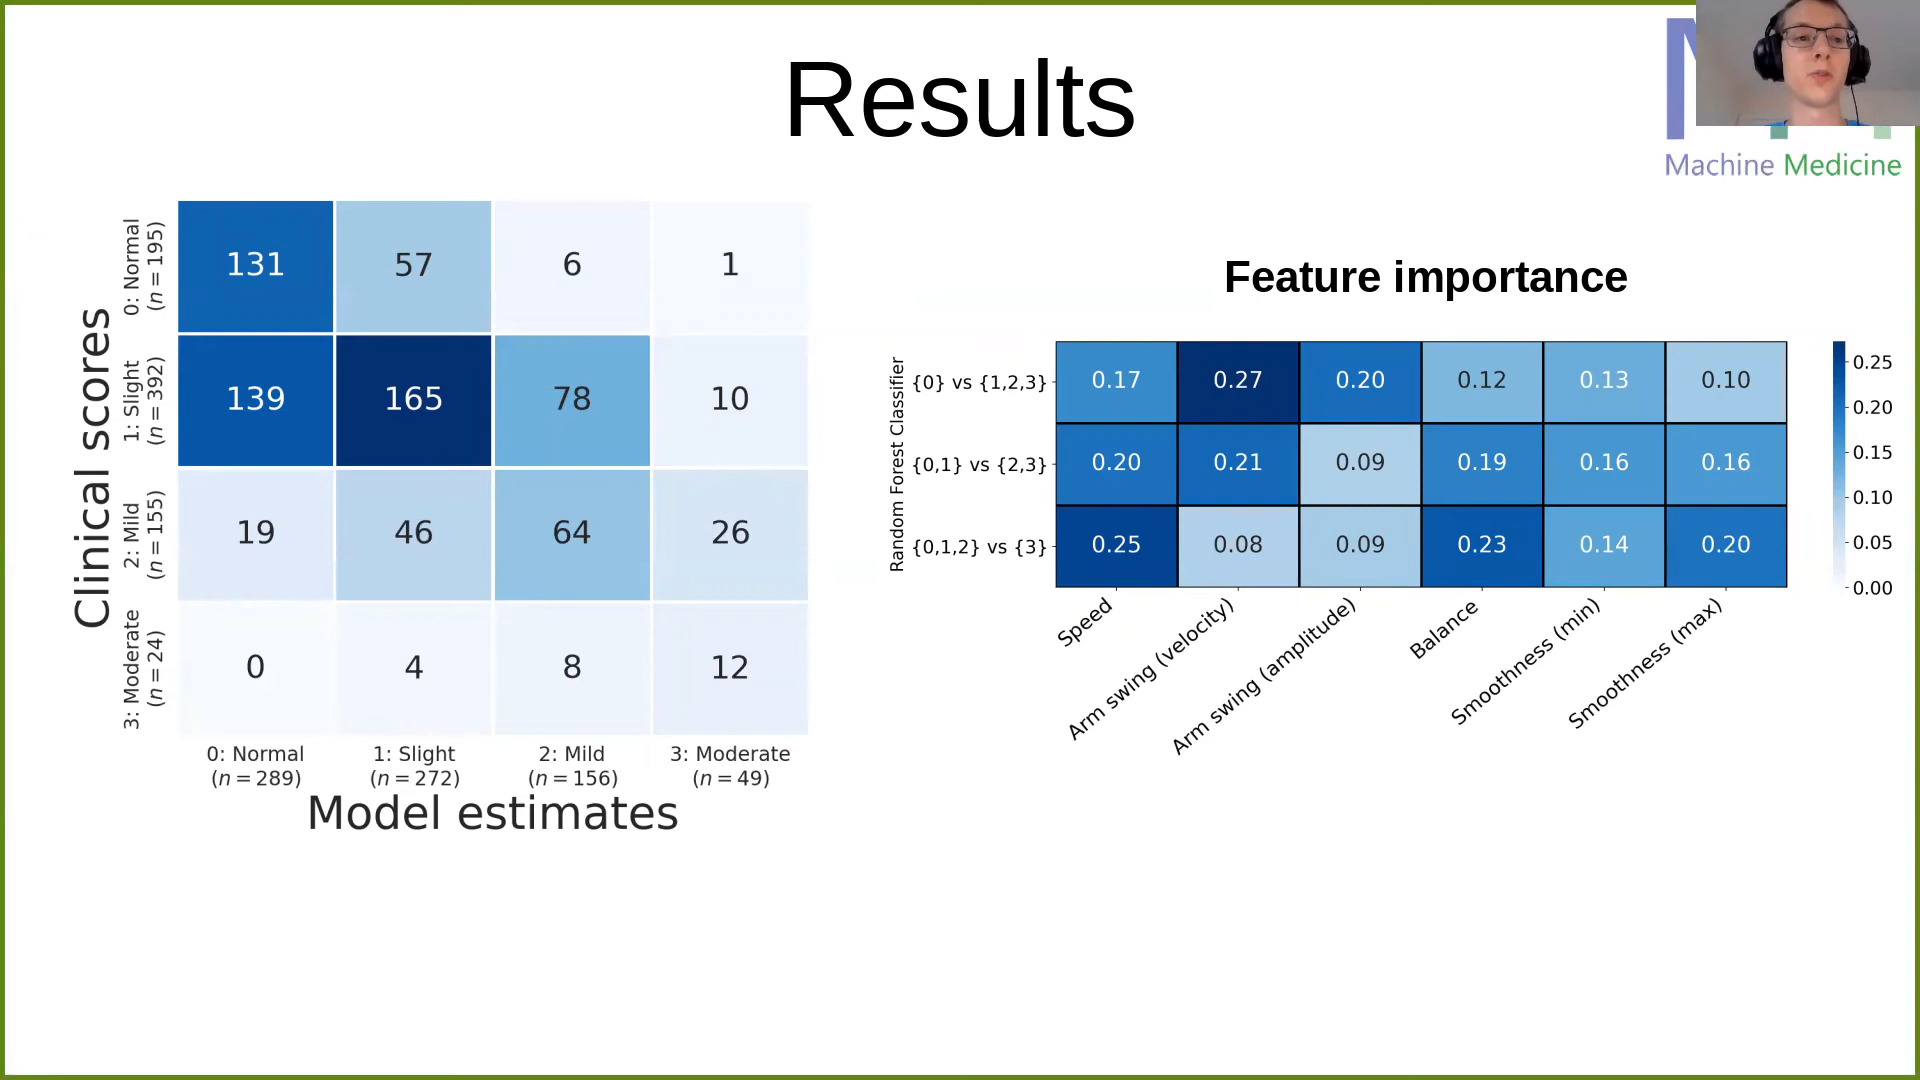 Results
Machine Medicine
Clinical scores
0: Normal
(n = 195)
131 57 6 1
1: Slight
(n = 392)
139 165 78 10
2: Mild
(n = 155)
19 46 64 26
3: Moderate
(n = 24)
0 4 8 12
0: Normal 1: Slight 2: Mild 3: Moderate
(n = 289) (n = 272) (n = 156) (n = 49)
Model estimates
Feature importance
Random Forest Classifier
{0} vs {1,2,3} 0.17 0.27 0.20 0.12 0.13 0.10
{0,1} vs {2,3} 0.20 0.21 0.09 0.19 0.16 0.16
{0,1,2} vs {3} 0.25 0.08 0.09 0.23 0.14 0.20
Speed
Arm swing (velocity)
Arm swing (amplitude)
Balance
Smoothness (min)
Smoothness (max)
0.25
0.20
0.15
0.10
0.05
0.00